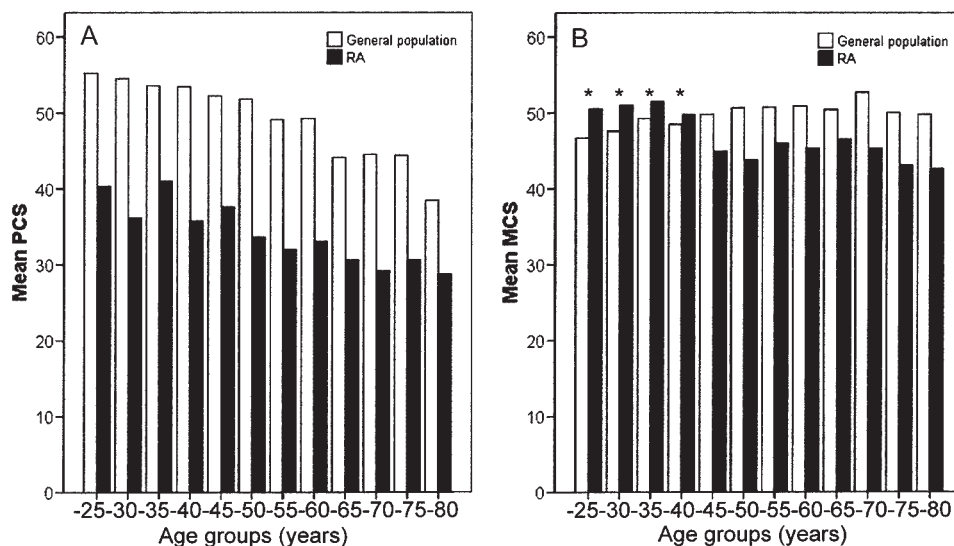 A
General population
RA
Mean PCS
60
50
40
30
20
10
0
-25-30-35-40-45-50-55-60-65-70-75-80
Age groups (years)
B
General population
RA
* * * *
Mean MCS
60
50
40
30
20
10
0
-25-30-35-40-45-50-55-60-65-70-75-80
Age groups (years)